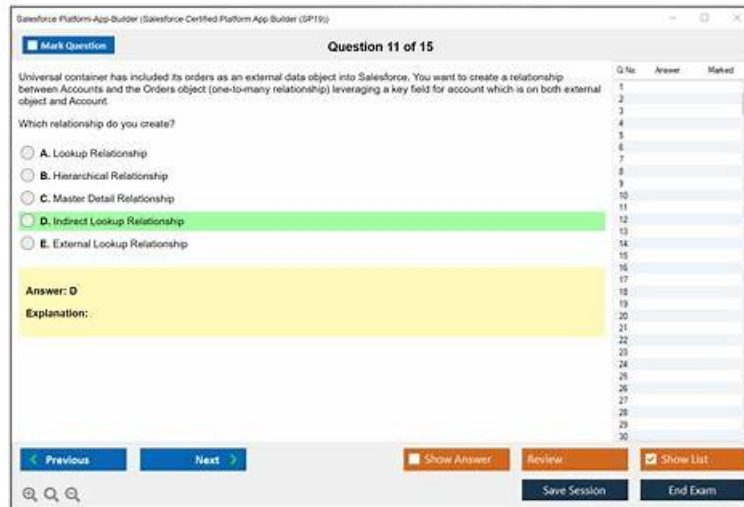 Salesforce Platform-App-Builder (Salesforce Certified Platform App Builder (SP19))
Mark Question
Question 11 of 15
Universal container has included its orders as an external data object into Salesforce. You want to create a relationship
between Accounts and the Orders object (one-to-many relationship) leveraging a key field for account which is on both external
object and Account
Which relationship do you create?
A. Lookup Relationship
B. Hierarchical Relationship
C. Master Detail Relationship
D. Indirect Lookup Relationship
E. External Lookup Relationship
Answer: D
Explanation:
Q.No. Answer Marked
1
2
3
4
5
6
7
8
9
10
11
12
13
14
15
16
17
18
19
20
21
22
23
24
25
26
27
28
29
30
Previous
Next
Show Answer
Review
Show List
Save Session
End Exam